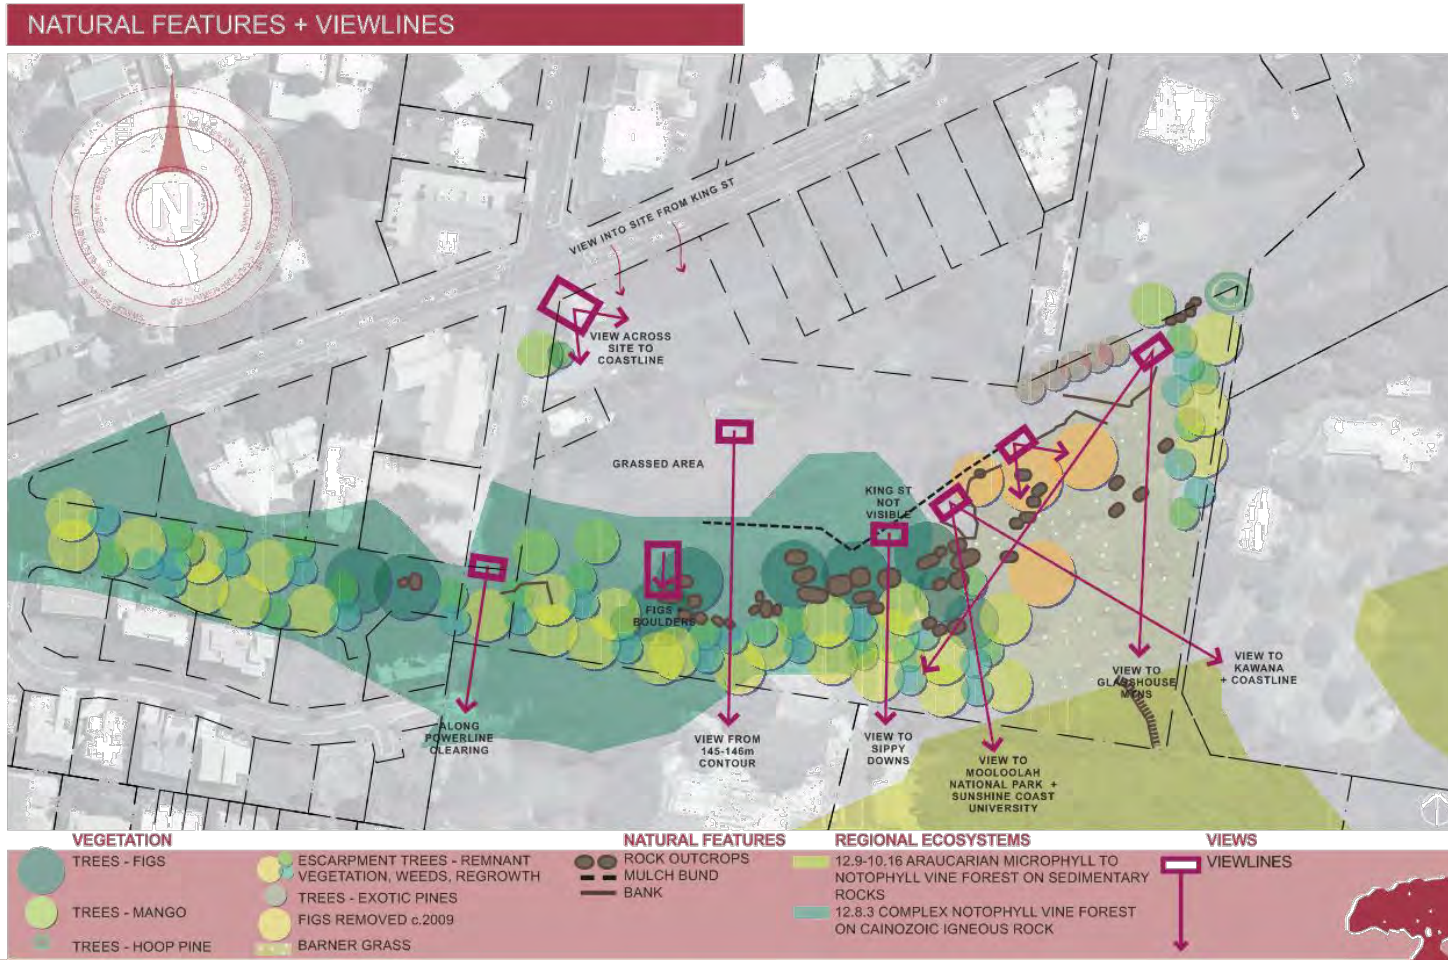 NATURAL FEATURES + VIEWLINES
N
VIEW INTO SITE FROM KING ST
VIEW ACROSS
SITE TO
COASTLINE
GRASSED AREA
KING ST
NOT
VISIBLE
FIGS +
BOULDERS
ALONG
POWERLINE
CLEARING
VIEW FROM
145-146m
CONTOUR
VIEW TO
SIPPY
DOWNS
VIEW TO
MOOLOOLAH
NATIONAL PARK +
SUNSHINE COAST
UNIVERSITY
VIEW TO
GLASSHOUSE
MTNS
VIEW TO
KAWANA
+ COASTLINE
VEGETATION
TREES - FIGS
TREES - MANGO
TREES - HOOP PINE
ESCARPMENT TREES - REMNANT
VEGETATION, WEEDS, REGROWTH
TREES - EXOTIC PINES
FIGS REMOVED c.2009
BARNER GRASS
NATURAL FEATURES
ROCK OUTCROPS
MULCH BUND
BANK
REGIONAL ECOSYSTEMS
12.9-10.16 ARAUCARIAN MICROPHYLL TO
NOTOPHYLL VINE FOREST ON SEDIMENTARY
ROCKS
12.8.3 COMPLEX NOTOPHYLL VINE FOREST
ON CAINOZOIC IGNEOUS ROCK
VIEWS
VIEWLINES